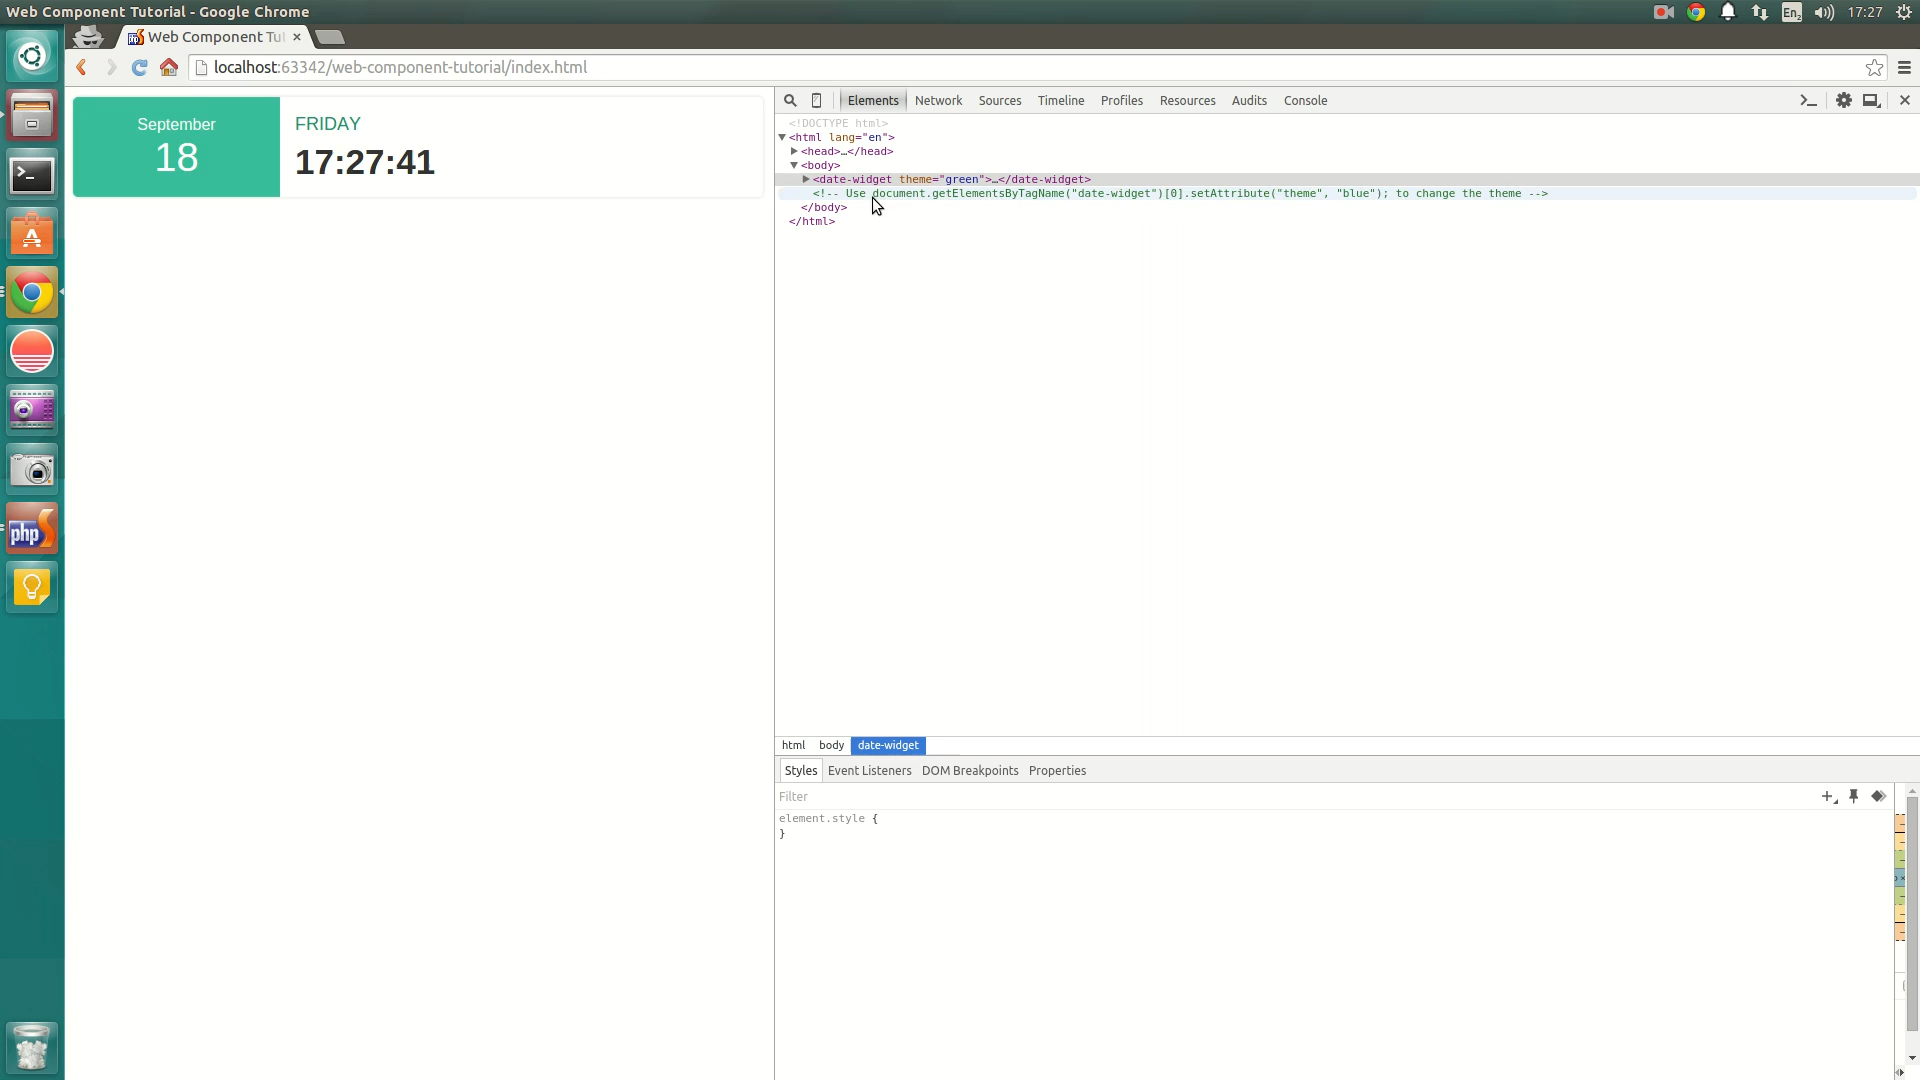 Web Component Tutorial - Google Chrome
En2
17:27
Web Component Tu
localhost:63342/web-component-tutorial/index.html
September
18
FRIDAY
17:27:41
Elements Network Sources Timeline Profiles Resources Audits Console
<!DOCTYPE html>
<html lang="en">
<head>…</head>
<body>
<date-widget theme="green">…</date-widget>
<!-- Use document.getElementsByTagName("date-widget")[0].setAttribute("theme", "blue"); to change the theme -->
</body>
</html>
php
html body date-widget
Styles Event Listeners DOM Breakpoints Properties
Filter
element.style {
}